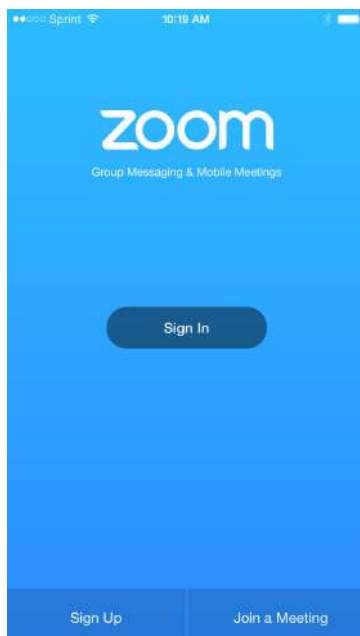 Sprint 10:19 AM
zoom
Group Messaging & Mobile Meetings
Sign In
Sign Up Join a Meeting